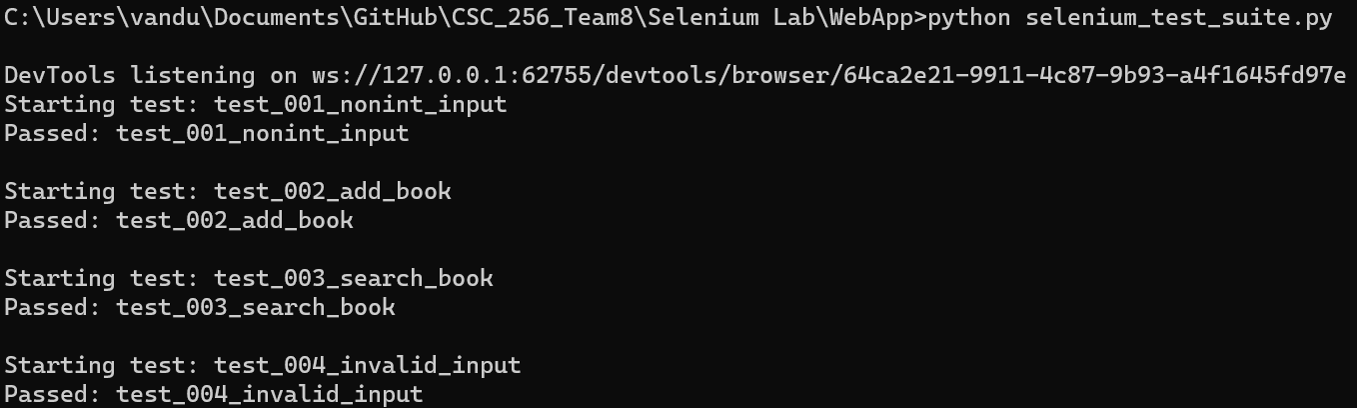 C:\Users\vandu\Documents\GitHub\CSC_256_Team8\Selenium Lab\WebApp>python selenium_test_suite.py
DevTools listening on ws://127.0.0.1:62755/devtools/browser/64ca2e21-9911-4c87-9b93-a4f1645fd97e
Starting test: test_001_nonint_input
Passed: test_001_nonint_input
Starting test: test_002_add_book
Passed: test_002_add_book
Starting test: test_003_search_book
Passed: test_003_search_book
Starting test: test_004_invalid_input
Passed: test_004_invalid_input